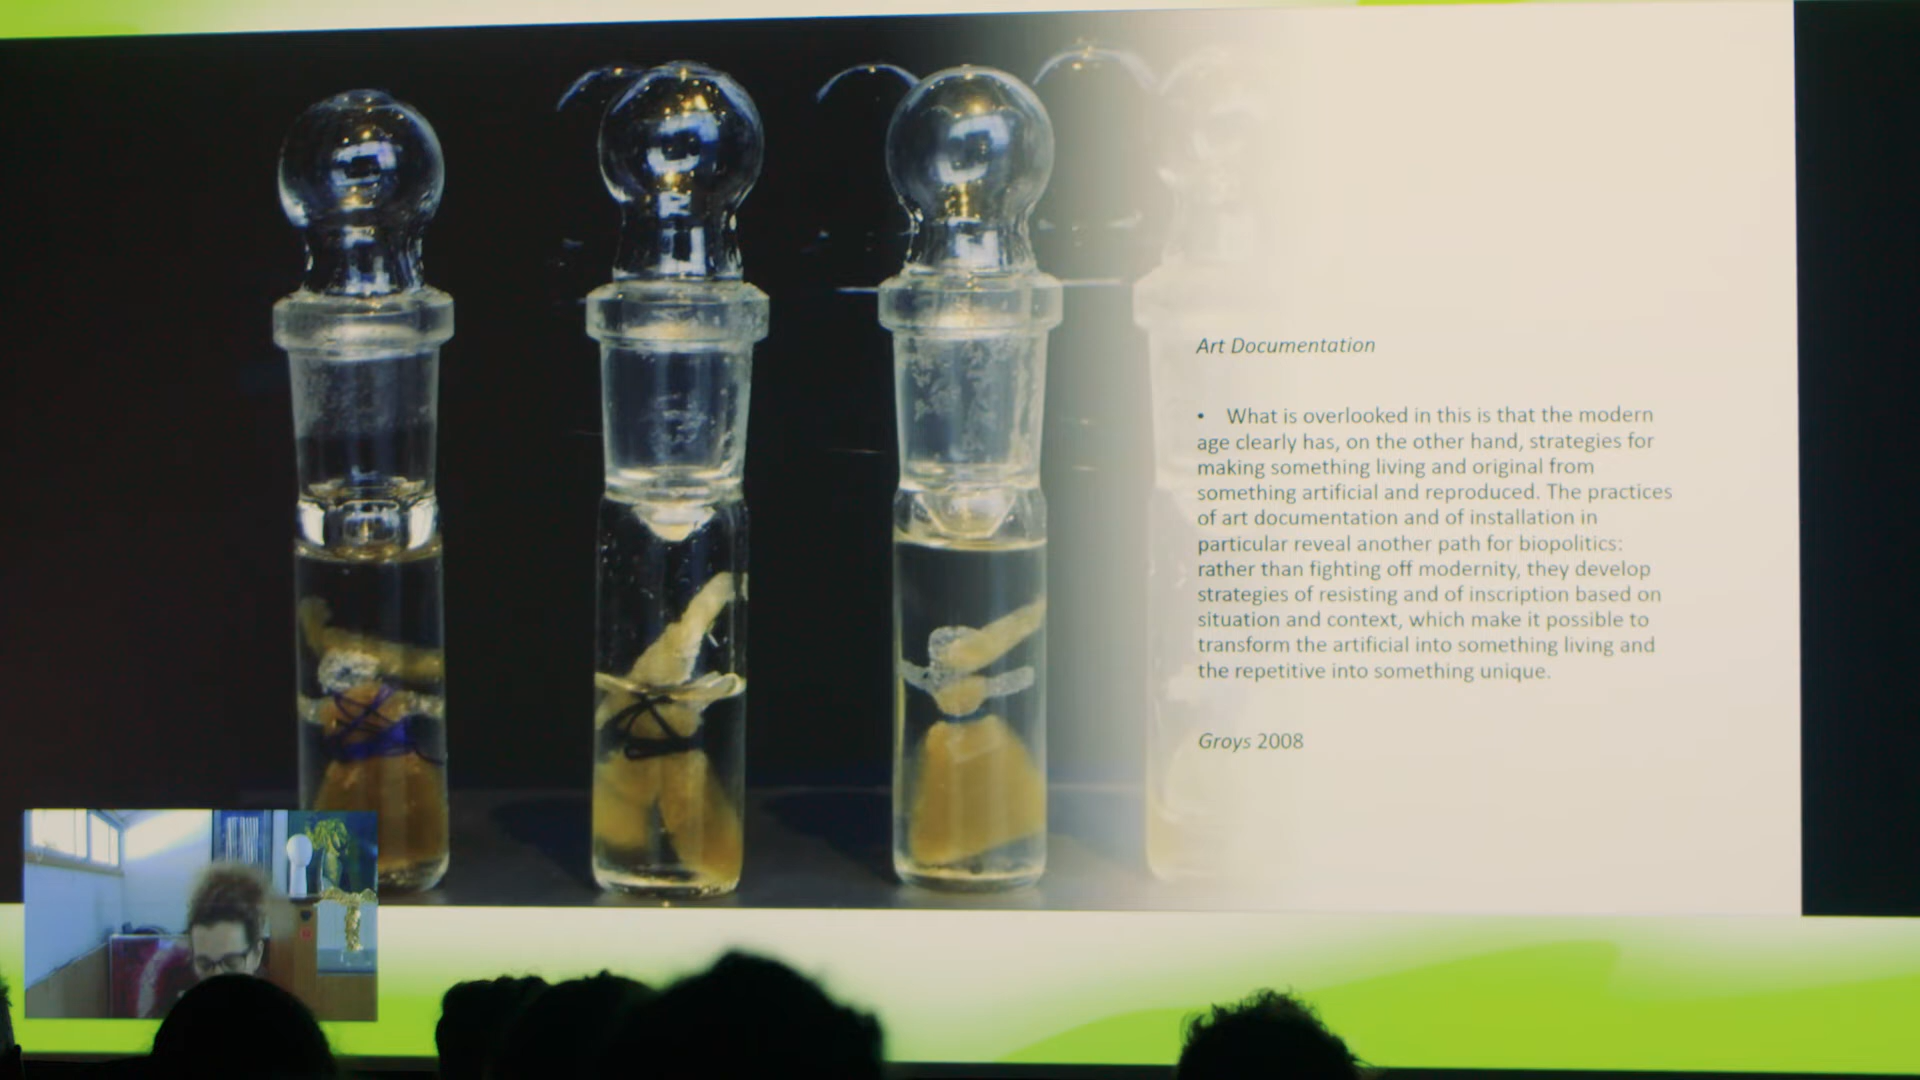 Art Documentation
• What is overlooked in this is that the modern
age clearly has, on the other hand, strategies for
making something living and original from
something artificial and reproduced. The practices
of art documentation and of installation in
particular reveal another path for biopolitics:
rather than fighting off modernity, they develop
strategies of resisting and of inscription based on
situation and context, which make it possible to
transform the artificial into something living and
the repetitive into something unique.
Groys 2008